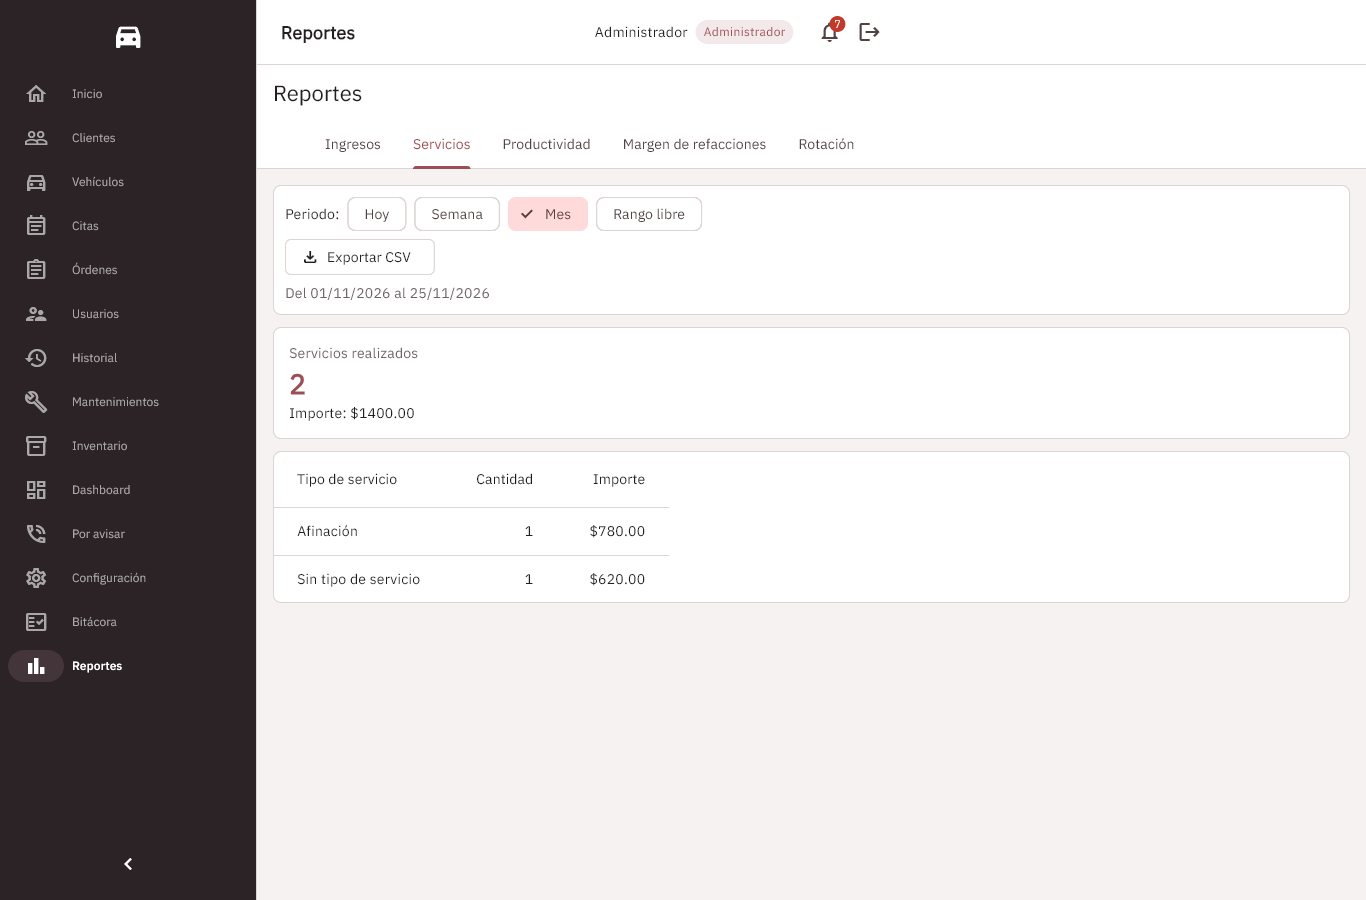 Reportes
Administrador
Administrador
7
Inicio
Clientes
Vehículos
Citas
Órdenes
Usuarios
Historial
Mantenimientos
Inventario
Dashboard
Por avisar
Configuración
Bitácora
Reportes
Reportes
Ingresos
Servicios
Productividad
Margen de refacciones
Rotación
Periodo:
Hoy
Semana
Mes
Rango libre
Exportar CSV
Del 01/11/2026 al 25/11/2026
Servicios realizados
2
Importe: $1400.00
Tipo de servicio Cantidad Importe
Afinación 1 $780.00
Sin tipo de servicio 1 $620.00